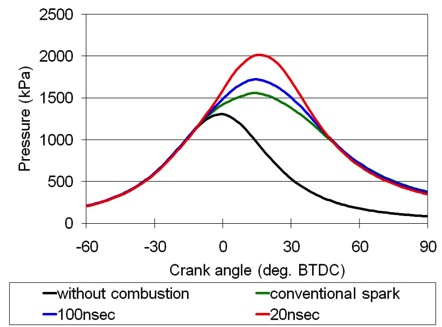 2500
2000
1500
1000
500
0
Pressure (kPa)
-60 -30 0 30 60 90
Crank angle (deg. BTDC)
without combustion conventional spark
100nsec 20nsec